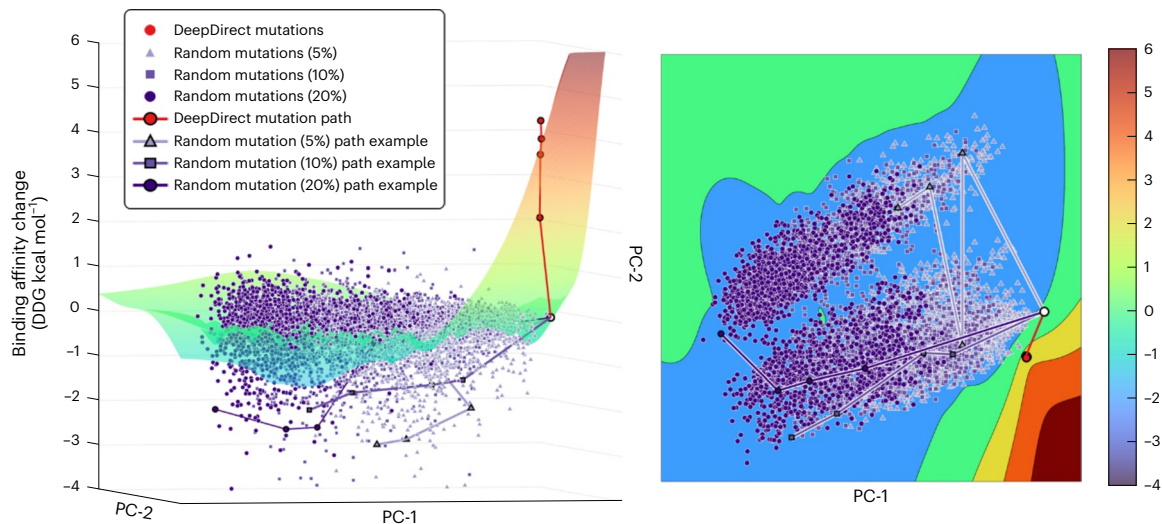 DeepDirect mutations
Random mutations (5%)
Random mutations (10%)
Random mutations (20%)
DeepDirect mutation path
Random mutation (5%) path example
Random mutation (10%) path example
Random mutation (20%) path example
Binding affinity change
(DDG kcal mol⁻¹)
6
5
4
3
2
1
0
−1
−2
−3
−4
PC-2
PC-1
PC-2
PC-1
6
5
4
3
2
1
0
−1
−2
−3
−4